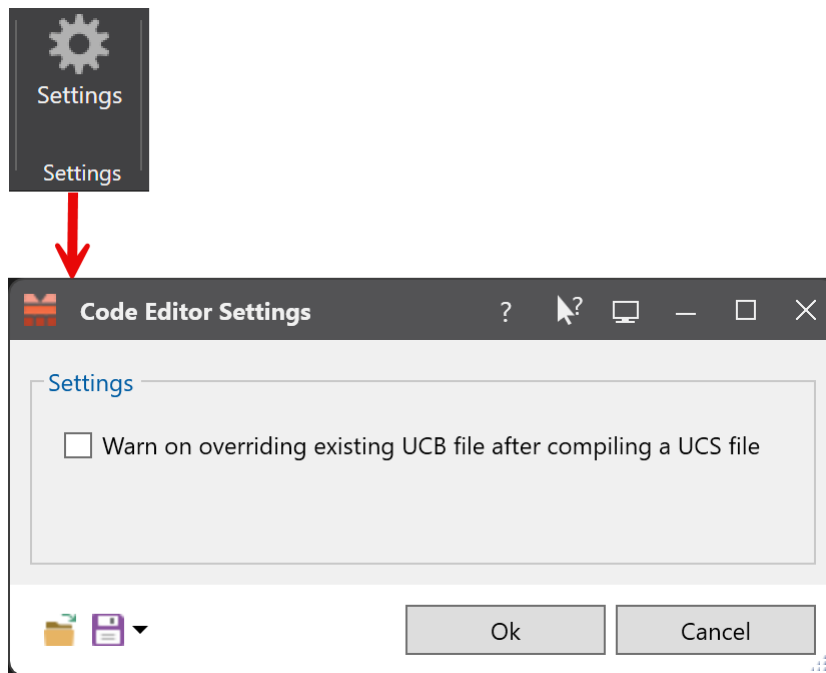 Settings
Settings
Code Editor Settings ? ?
Settings
Warn on overriding existing UCB file after compiling a UCS file
Ok Cancel